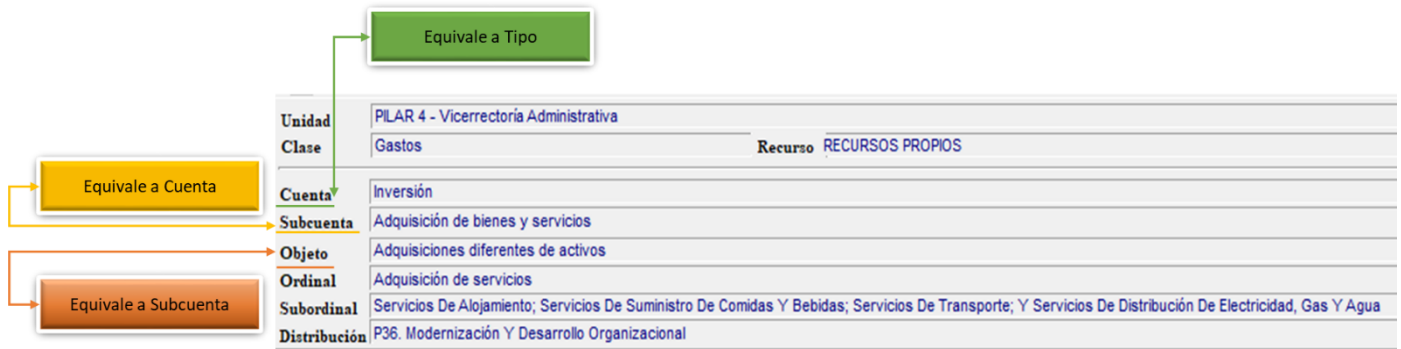 Equivale a Tipo
Unidad PILAR 4 - Vicerrectoría Administrativa
Clase Gastos Recurso RECURSOS PROPIOS
Equivale a Cuenta
Cuenta Inversión
Subcuenta Adquisición de bienes y servicios
Objeto Adquisiciones diferentes de activos
Ordinal Adquisición de servicios
Equivale a Subcuenta
Subordinal Servicios De Alojamiento; Servicios De Suministro De Comidas Y Bebidas; Servicios De Transporte; Y Servicios De Distribución De Electricidad, Gas Y Agua
Distribución P36. Modernización Y Desarrollo Organizacional